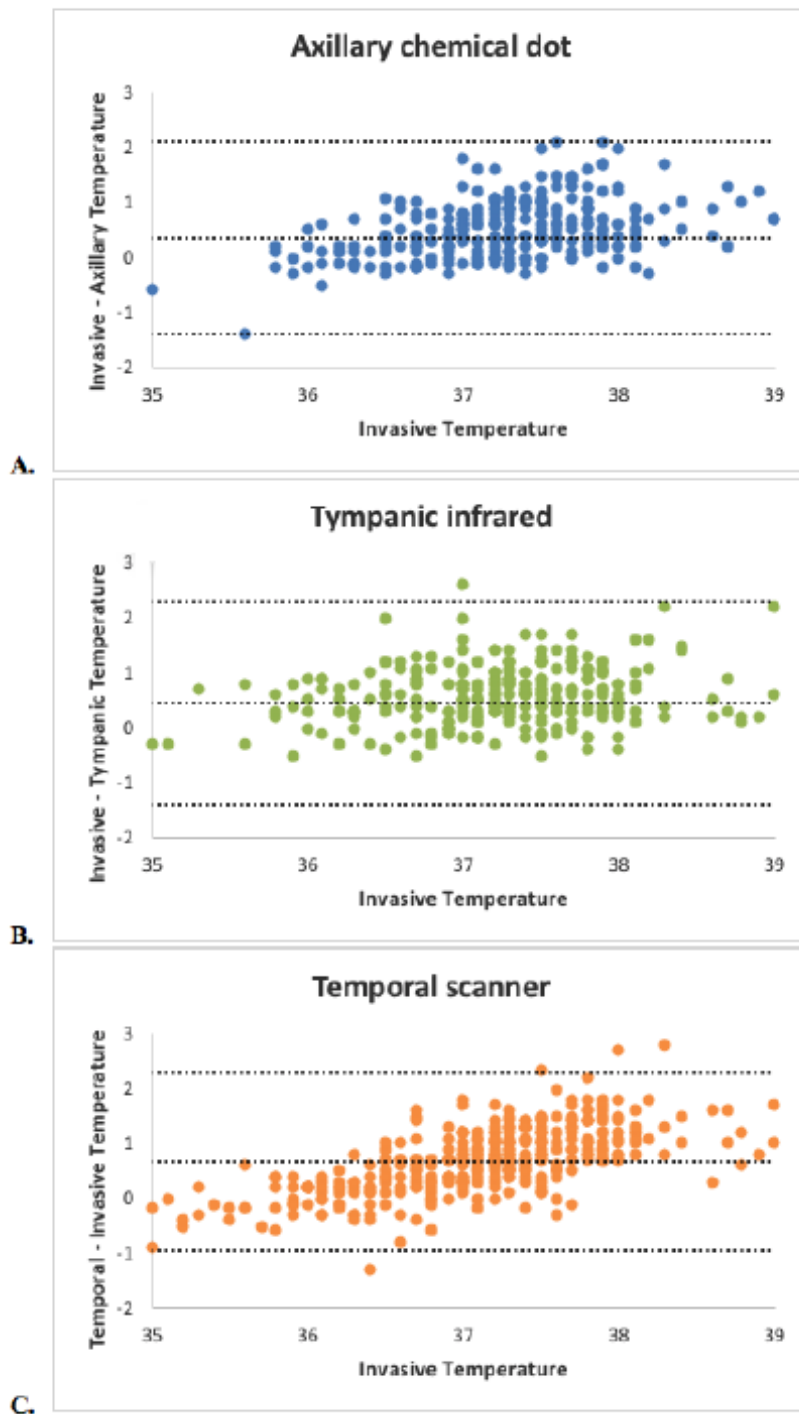 Axillary chemical dot
Invasive - Axillary Temperature
3
2
1
0
-1
-2
35 36 37 38 39
Invasive Temperature
A.
Tympanic infrared
Invasive - Tympanic Temperature
3
2
1
0
-1
-2
35 36 37 38 39
Invasive Temperature
B.
Temporal scanner
Temporal - Invasive Temperature
3
2
1
0
-1
-2
35 36 37 38 39
Invasive Temperature
C.